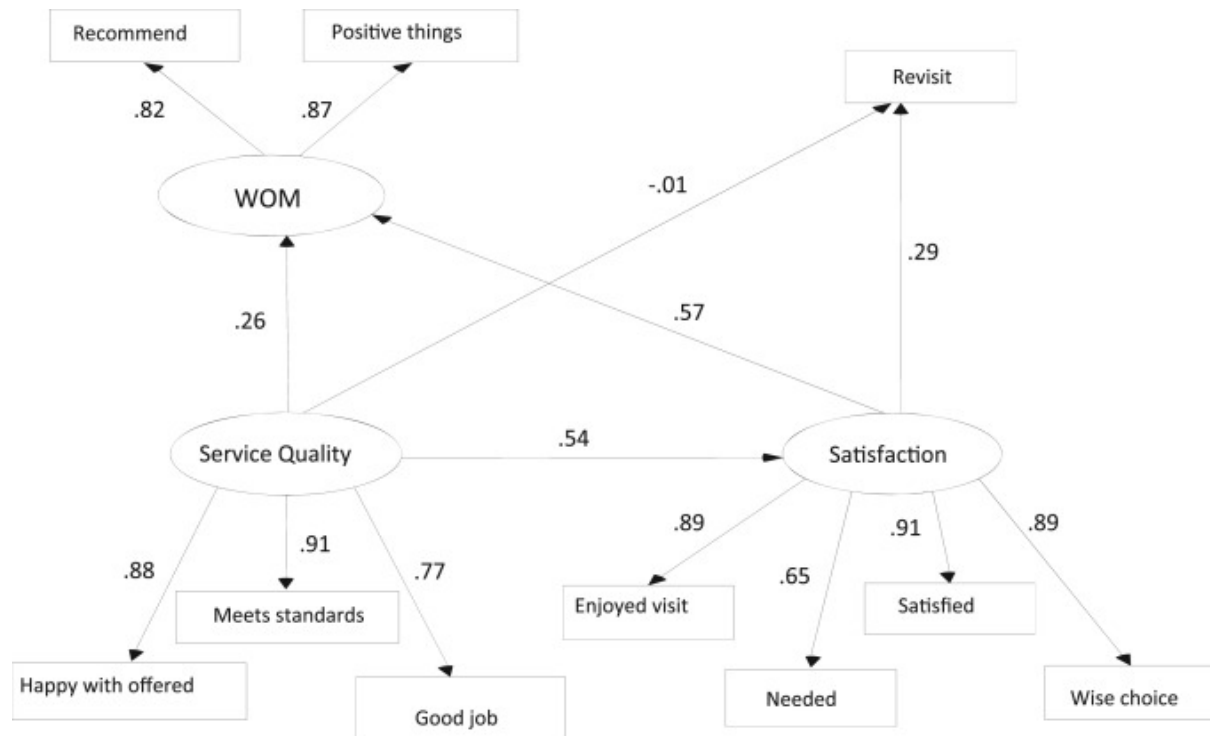 Recommend
Positive things
Revisit
.82
.87
-.01
WOM
.29
.26
.57
Service Quality
.54
Satisfaction
.88
.91
.77
.89
.65
.91
.89
Enjoyed visit
Satisfied
Meets standards
Happy with offered
Good job
Needed
Wise choice